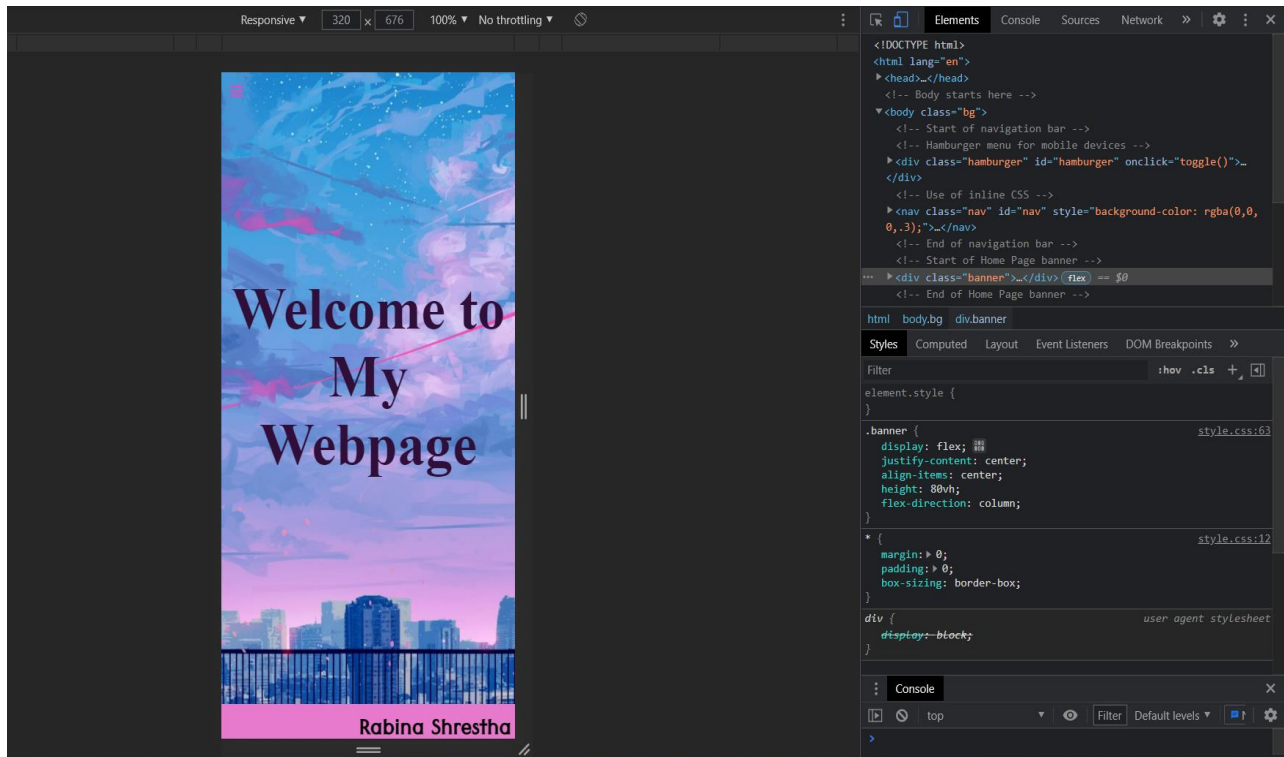 Responsive ▼ 320 x 676 100% ▼ No throttling ▼
Elements Console Sources Network »
<!DOCTYPE html>
<html lang="en">
▶<head>…</head>
<!-- Body starts here -->
▼<body class="bg">
<!-- Start of navigation bar -->
<!-- Hamburger menu for mobile devices -->
▶<div class="hamburger" id="hamburger" onclick="toggle()">…
</div>
<!-- Use of inline CSS -->
▶<nav class="nav" id="nav" style="background-color: rgba(0,0,
0,.3);">…</nav>
<!-- End of navigation bar -->
<!-- Start of Home Page banner -->
… ▶<div class="banner">…</div> flex == $0
<!-- End of Home Page banner -->
html body.bg div.banner
Styles Computed Layout Event Listeners DOM Breakpoints »
Filter :hov .cls +
element.style {
}
.banner { style.css:63
display: flex;
justify-content: center;
align-items: center;
height: 80vh;
flex-direction: column;
}
* { style.css:12
margin: ▶ 0;
padding: ▶ 0;
box-sizing: border-box;
}
div { user agent stylesheet
display: block;
}
Console
top ▼ Filter Default levels ▼ 1
>
Welcome to
My
Webpage
Rabina Shrestha